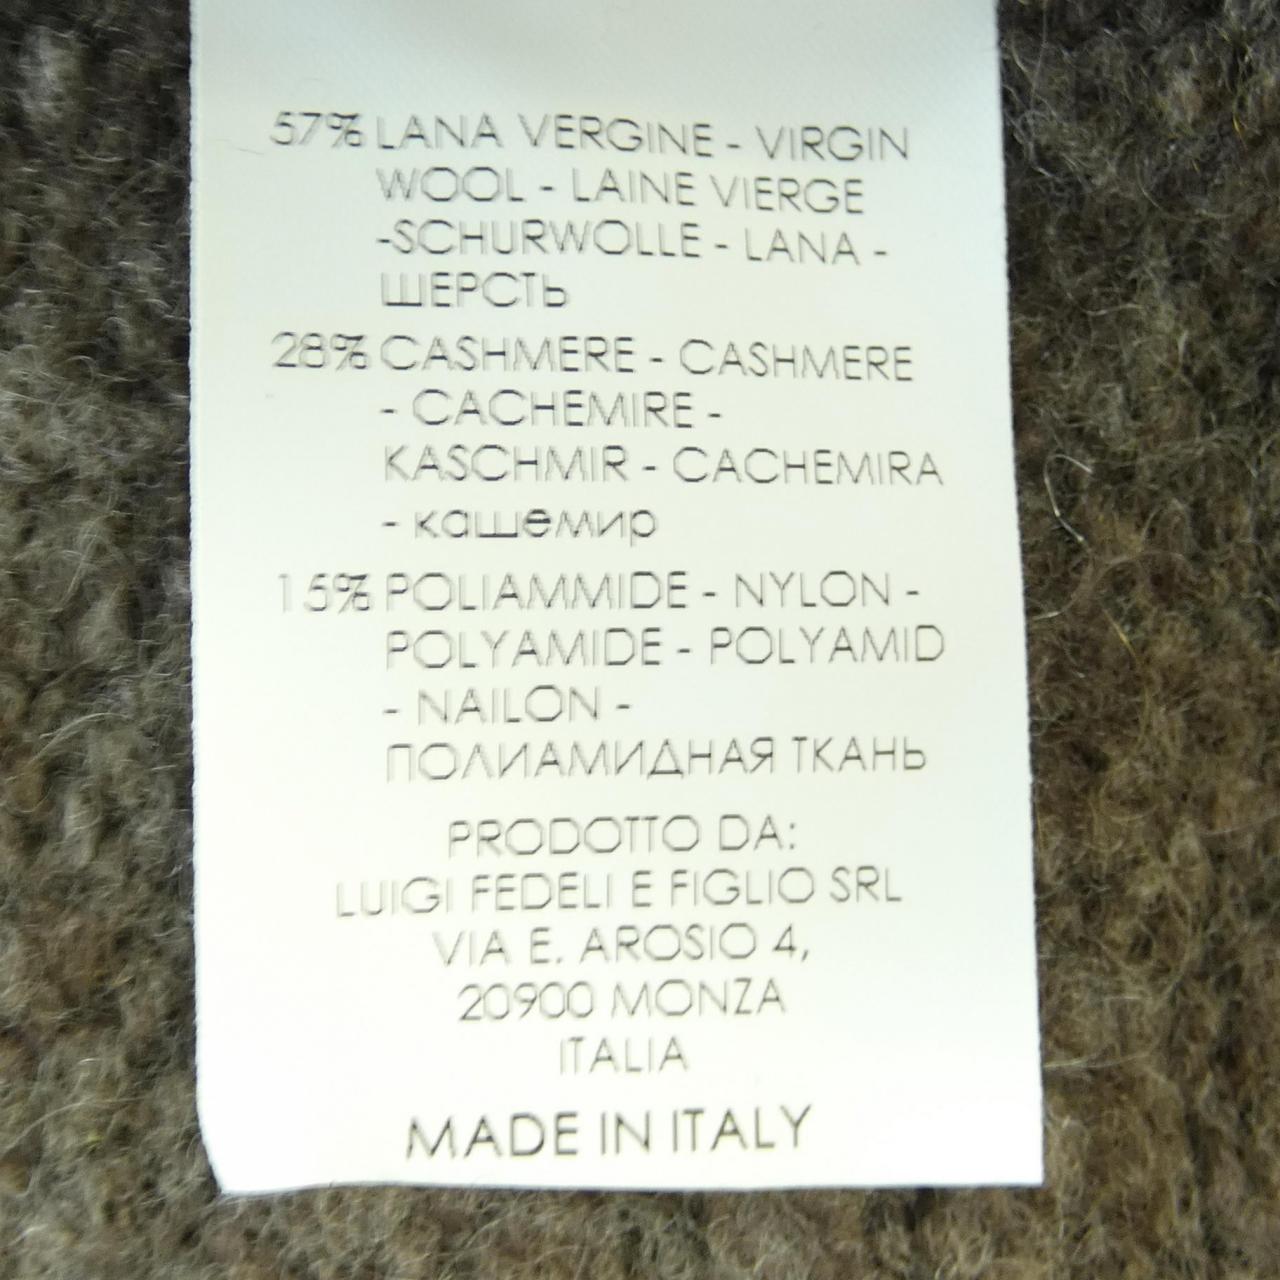 57% LANA VERGINE - VIRGIN
WOOL - LAINE VIERGE
-SCHURWOLLE - LANA -
ШЕРСТЬ
28% CASHMERE - CASHMERE
- CACHEMIRE -
KASCHMIR - CACHEMIRA
- кашемир
15% POLIAMMIDE - NYLON -
POLYAMIDE - POLYAMID
- NAILON -
ПОЛИАМИДНАЯ ТКАНЬ
PRODOTTO DA:
LUIGI FEDELI E FIGLIO SRL
VIA E. AROSIO 4,
20900 MONZA
ITALIA
MADE IN ITALY